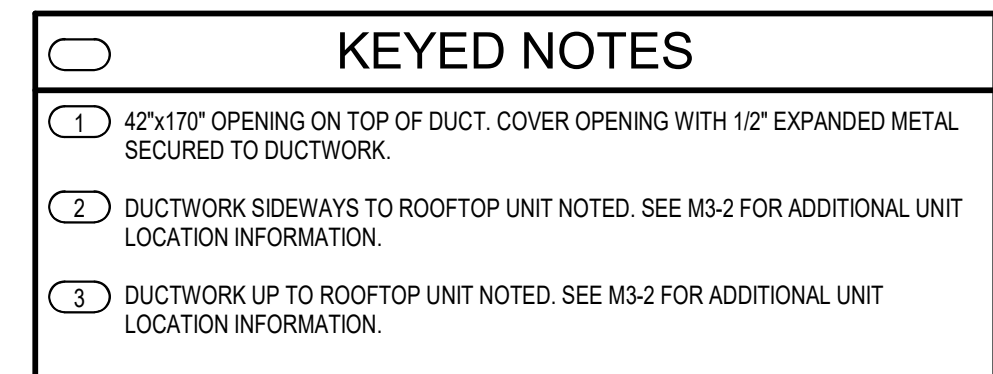 KEYED NOTES
1 42"x170" OPENING ON TOP OF DUCT. COVER OPENING WITH 1/2" EXPANDED METAL
SECURED TO DUCTWORK.
2 DUCTWORK SIDEWAYS TO ROOFTOP UNIT NOTED. SEE M3-2 FOR ADDITIONAL UNIT
LOCATION INFORMATION.
3 DUCTWORK UP TO ROOFTOP UNIT NOTED. SEE M3-2 FOR ADDITIONAL UNIT
LOCATION INFORMATION.